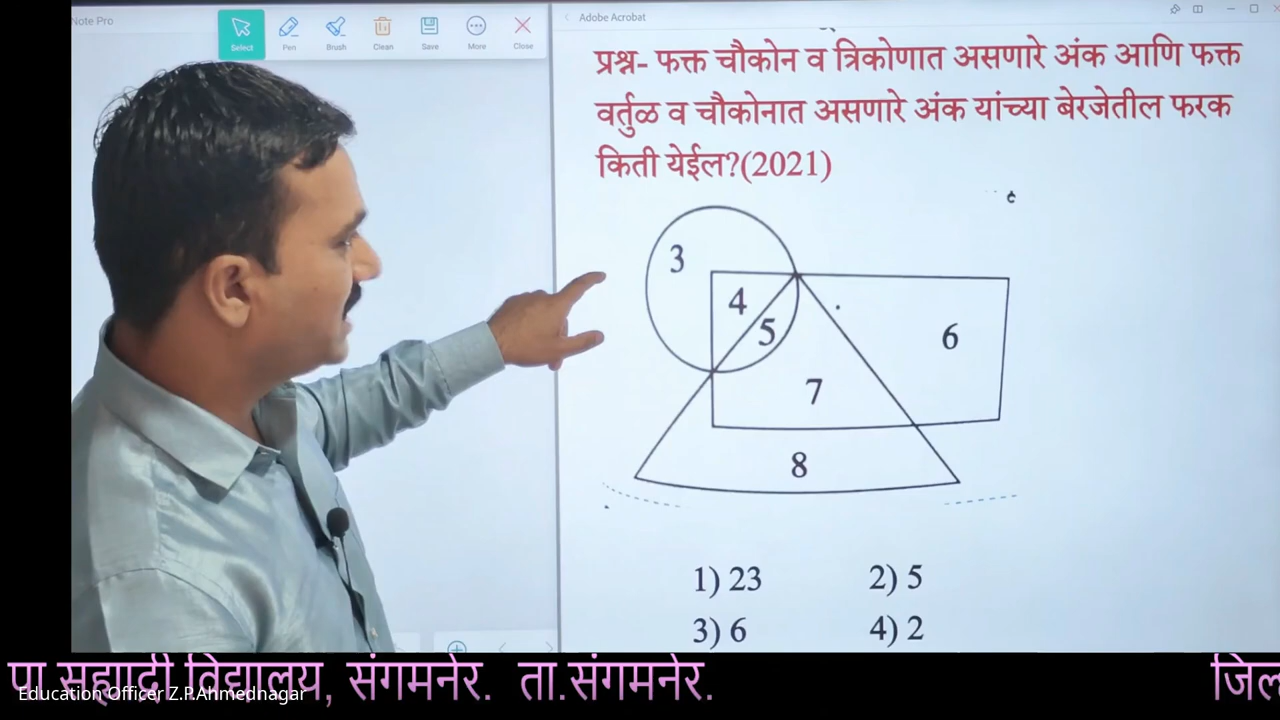 Note Pro
Select Pen Brush Clean Save More Close
Adobe Acrobat
प्रश्न- फक्त चौकोन व त्रिकोणात असणारे अंक आणि फक्त
वर्तुळ व चौकोनात असणारे अंक यांच्या बेरजेतील फरक
किती येईल?(2021)
3
4
5
6
7
8
1) 23 2) 5
3) 6 4) 2
पा.सह्याद्री विद्यालय, संगमनेर. ता.संगमनेर.
Education Officer Z.P.Ahmednagar